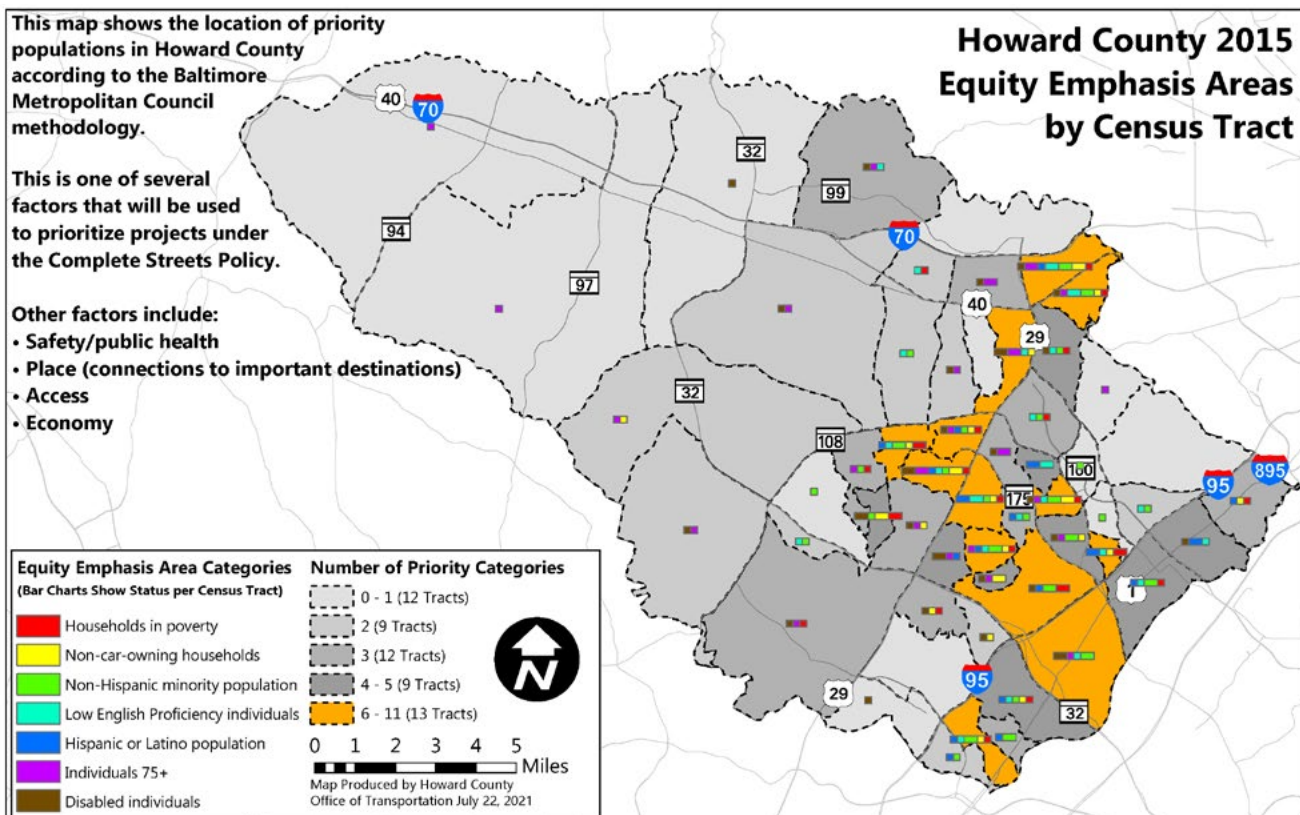 This map shows the location of priority
populations in Howard County
according to the Baltimore
Metropolitan Council
methodology.
This is one of several
factors that will be used
to prioritize projects under
the Complete Streets Policy.
Other factors include:
• Safety/public health
• Place (connections to important destinations)
• Access
• Economy
Howard County 2015
Equity Emphasis Areas
by Census Tract
40
70
32
99
94
70
97
40
29
32
108
100
895
95
175
1
29
95
32
Equity Emphasis Area Categories
(Bar Charts Show Status per Census Tract)
Households in poverty
Non-car-owning households
Non-Hispanic minority population
Low English Proficiency individuals
Hispanic or Latino population
Individuals 75+
Disabled individuals
Number of Priority Categories
0 - 1 (12 Tracts)
2 (9 Tracts)
3 (12 Tracts)
4 - 5 (9 Tracts)
6 - 11 (13 Tracts)
N
0 1 2 3 4 5
Miles
Map Produced by Howard County
Office of Transportation July 22, 2021